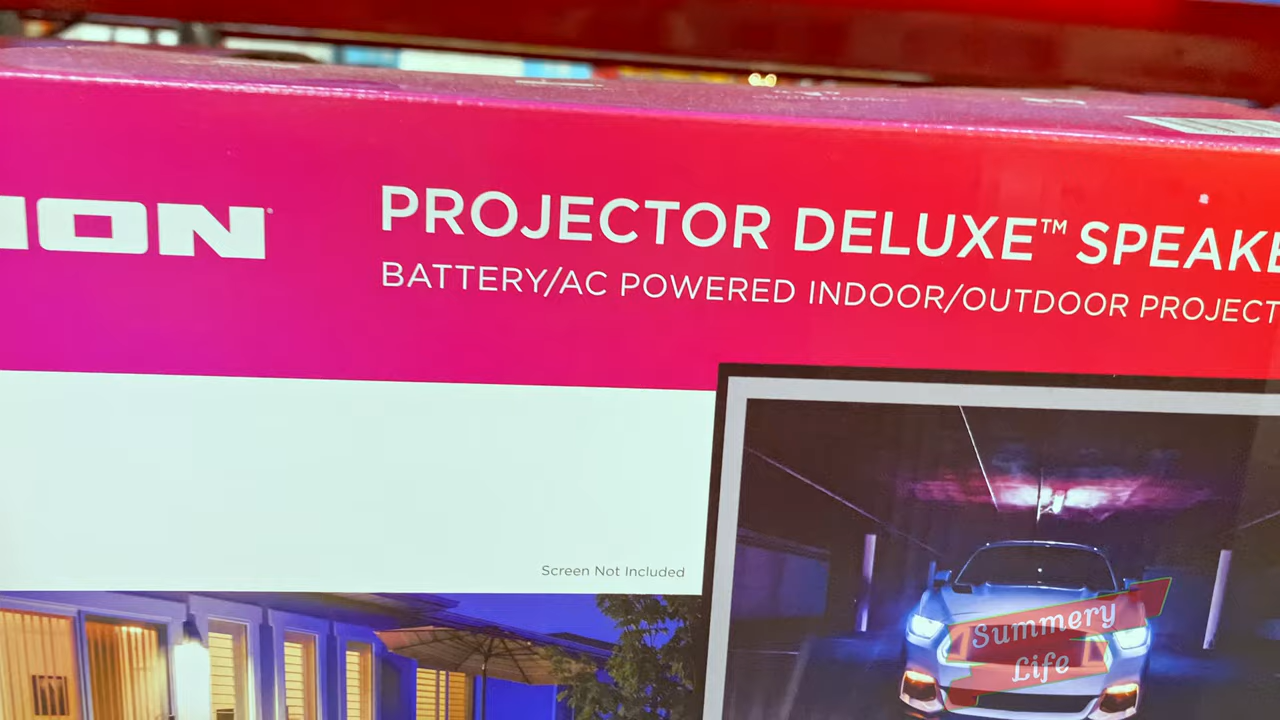 ION
PROJECTOR DELUXE™ SPEAKE
BATTERY/AC POWERED INDOOR/OUTDOOR PROJECT
Screen Not Included
Summery
Life